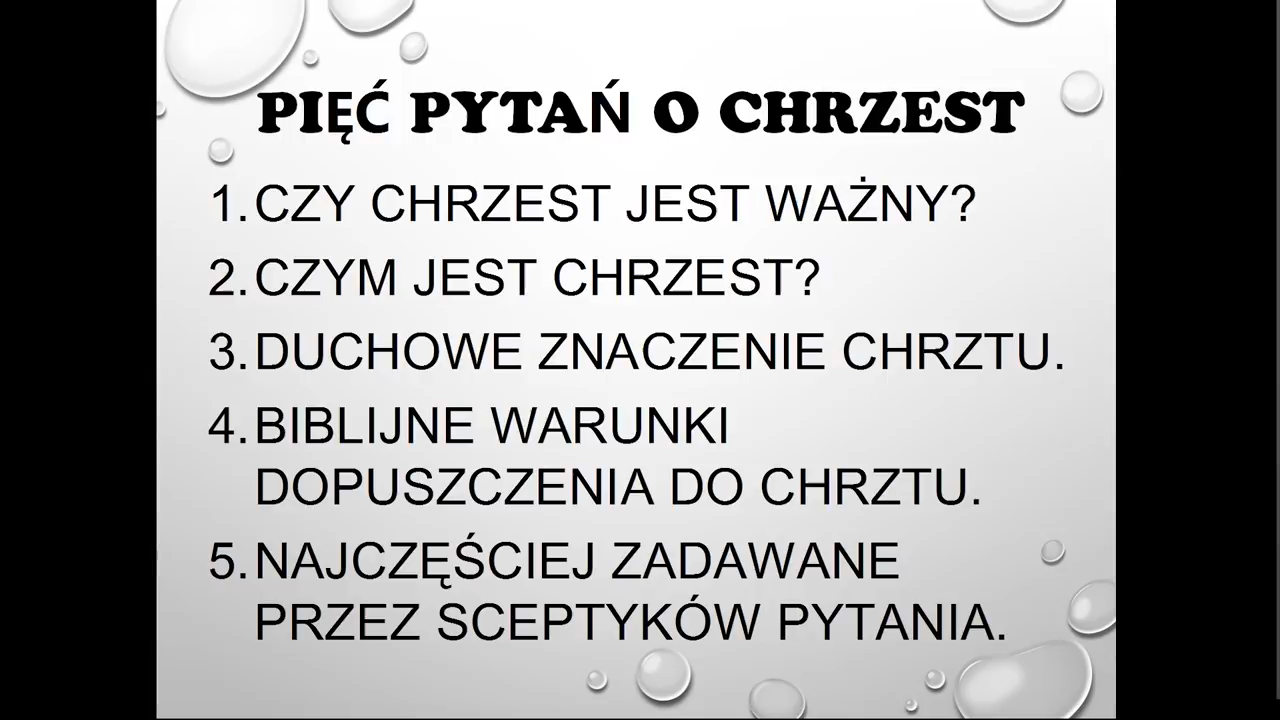 PIĘĆ PYTAŃ O CHRZEST
1. CZY CHRZEST JEST WAŻNY?
2. CZYM JEST CHRZEST?
3. DUCHOWE ZNACZENIE CHRZTU.
4. BIBLIJNE WARUNKI
DOPUSZCZENIA DO CHRZTU.
5. NAJCZĘŚCIEJ ZADAWANE
PRZEZ SCEPTYKÓW PYTANIA.